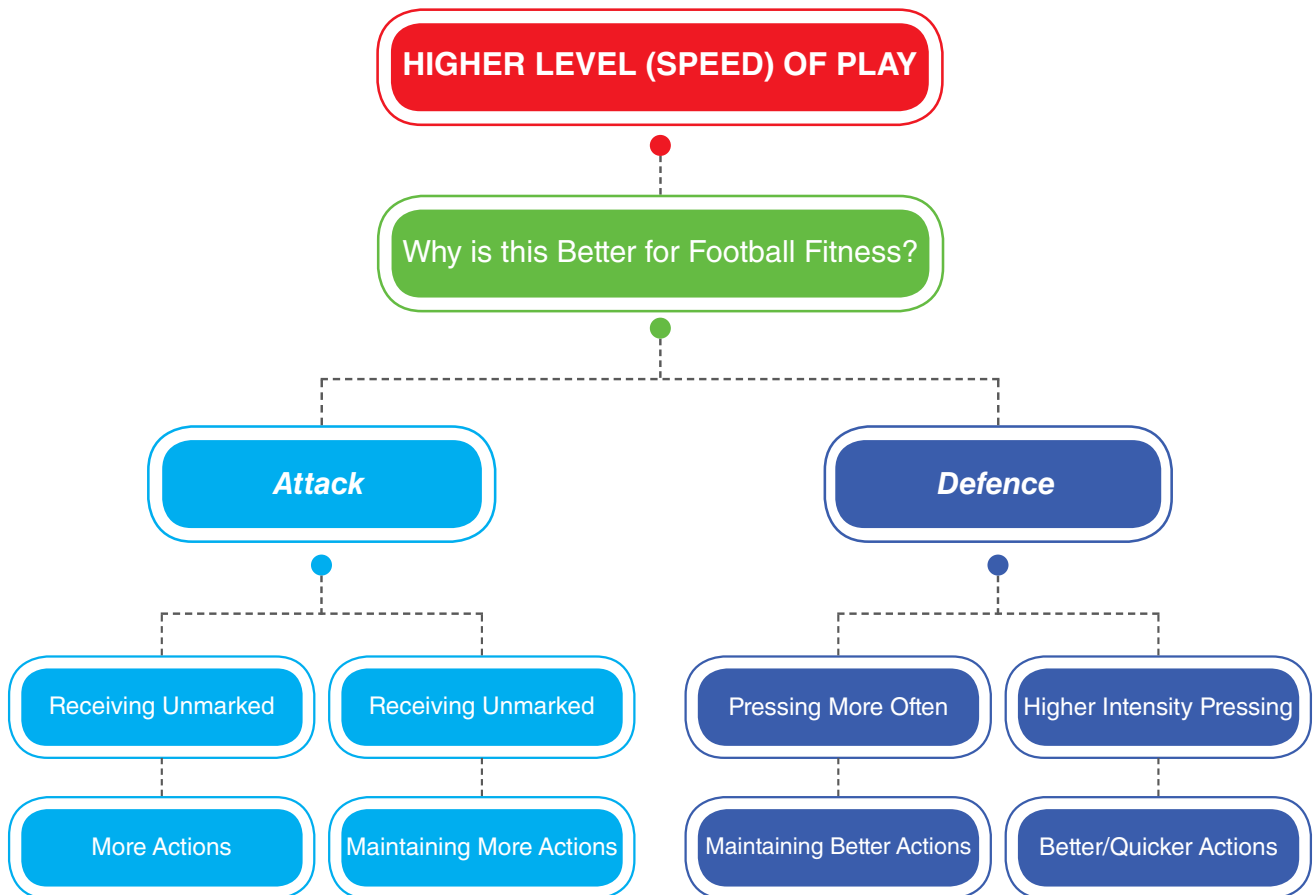 HIGHER LEVEL (SPEED) OF PLAY
Why is this Better for Football Fitness?
Attack
Defence
Receiving Unmarked
Receiving Unmarked
Pressing More Often
Higher Intensity Pressing
More Actions
Maintaining More Actions
Maintaining Better Actions
Better/Quicker Actions